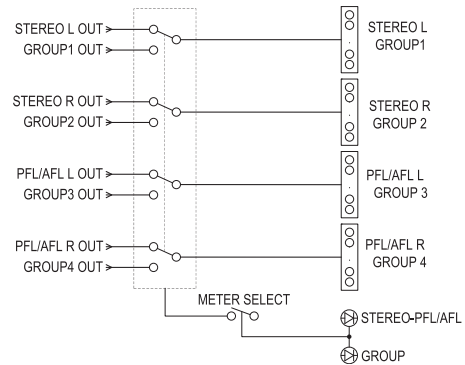 STEREO L OUT
GROUP1 OUT
STEREO L
GROUP1
STEREO R OUT
GROUP2 OUT
STEREO R
GROUP 2
PFL/AFL L OUT
GROUP3 OUT
PFL/AFL L
GROUP 3
PFL/AFL R OUT
GROUP4 OUT
PFL/AFL R
GROUP 4
METER SELECT
STEREO-PFL/AFL
GROUP